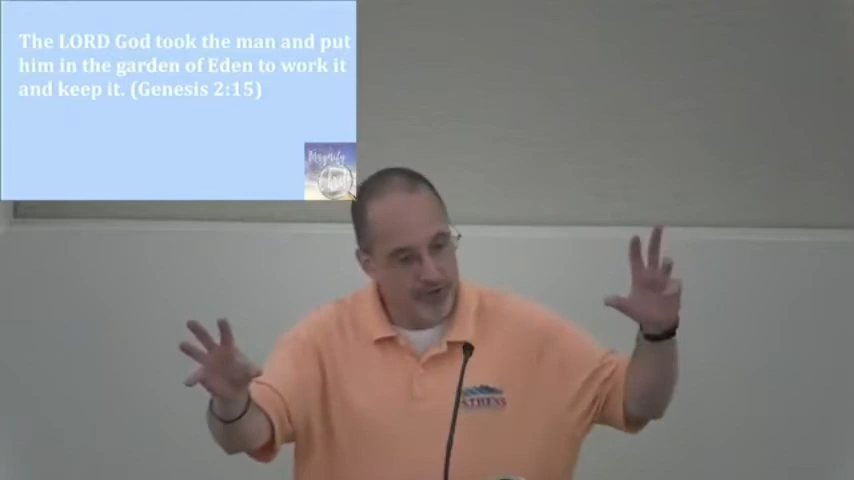 The LORD God took the man and put
him in the garden of Eden to work it
and keep it. (Genesis 2:15)
Magnify
ATHENS